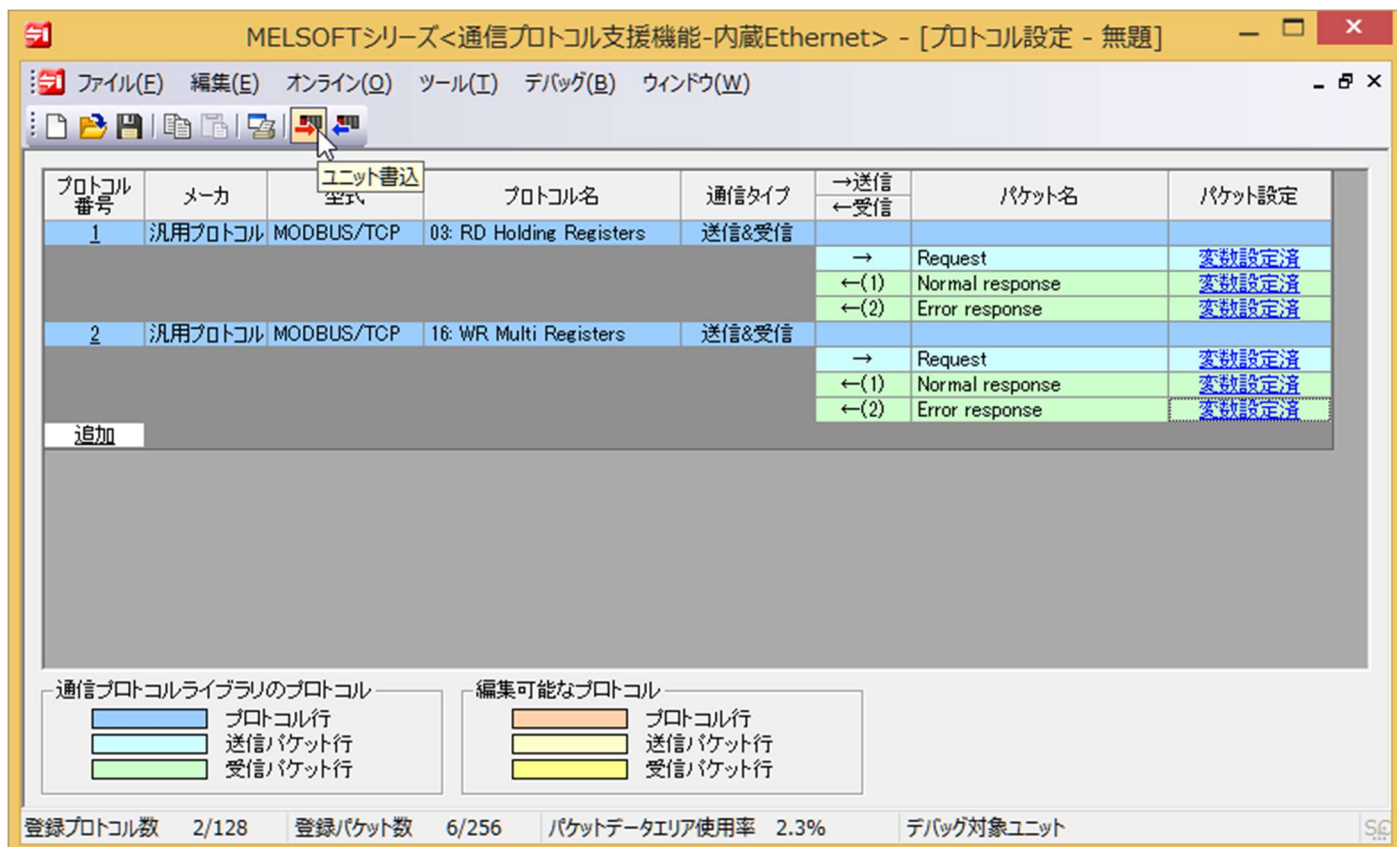 MELSOFTシリーズ<通信プロトコル支援機能-内蔵Ethernet> - [プロトコル設定 - 無題]
ファイル(F) 編集(E) オンライン(O) ツール(T) デバッグ(B) ウィンドウ(W)
ユニット書込
プロトコル番号 メーカ 型式 プロトコル名 通信タイプ →送信 ←受信 パケット名 パケット設定
1 汎用プロトコル MODBUS/TCP 03: RD Holding Registers 送信&受信
→ Request 変数設定済
←(1) Normal response 変数設定済
←(2) Error response 変数設定済
2 汎用プロトコル MODBUS/TCP 16: WR Multi Registers 送信&受信
→ Request 変数設定済
←(1) Normal response 変数設定済
←(2) Error response 変数設定済
追加
通信プロトコルライブラリのプロトコル 編集可能なプロトコル
プロトコル行 プロトコル行
送信パケット行 送信パケット行
受信パケット行 受信パケット行
登録プロトコル数 2/128 登録パケット数 6/256 パケットデータエリア使用率 2.3% デバッグ対象ユニット